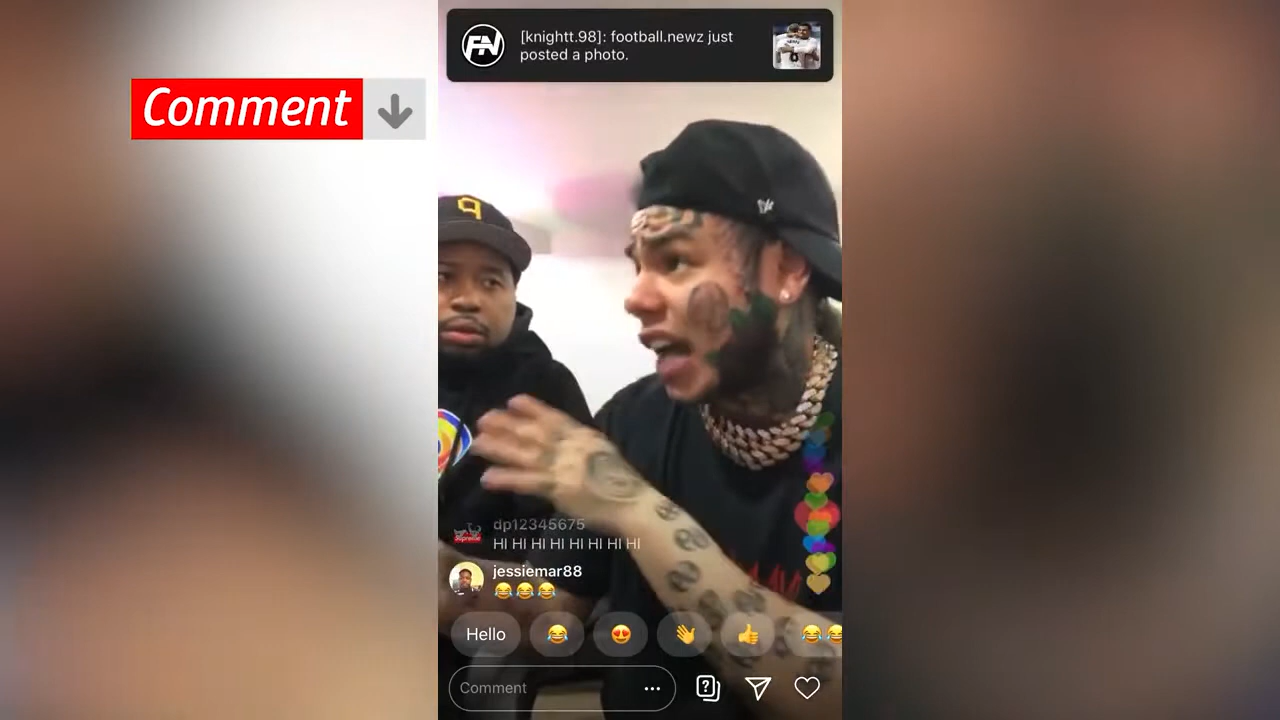 [knightt.98]: football.newz just
posted a photo.
FN
Comment
dp12345675
HI HI HI HI HI HI HI HI
jessiemar88
Hello
Comment